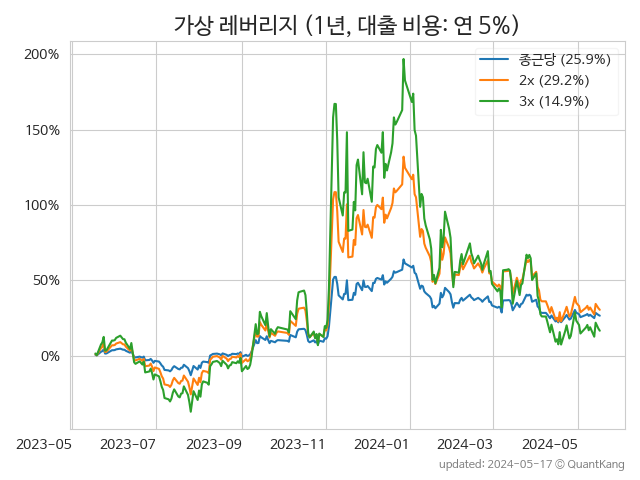 가상 레버리지 (1년, 대출 비용: 연 5%)
종근당 (25.9%)
2x (29.2%)
3x (14.9%)
200%
150%
100%
50%
0%
2023-05 2023-07 2023-09 2023-11 2024-01 2024-03 2024-05
updated: 2024-05-17 © QuantKang